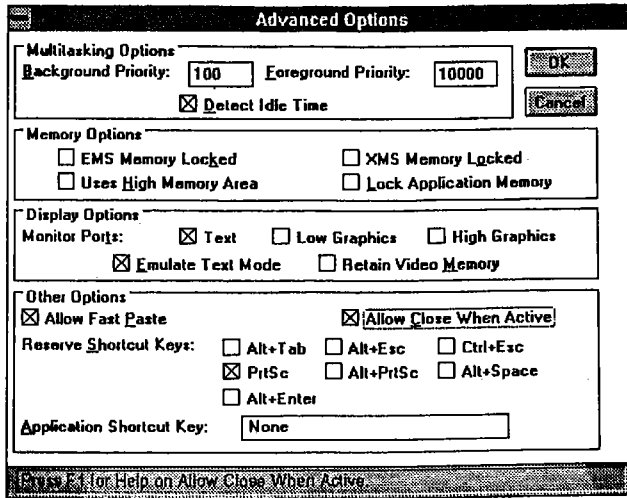 Advanced Options
Multitasking Options
Background Priority: 100 Foreground Priority: 10000
OK
Detect Idle Time
Cancel
Memory Options
EMS Memory Locked XMS Memory Locked
Uses High Memory Area Lock Application Memory
Display Options
Monitor Ports: Text Low Graphics High Graphics
Emulate Text Mode Retain Video Memory
Other Options
Allow Fast Paste Allow Close When Active
Reserve Shortcut Keys: Alt+Tab Alt+Esc Ctrl+Esc
PrtSc Alt+PrtSc Alt+Space
Alt+Enter
Application Shortcut Key: None
Press F1 for Help on Allow Close When Active.